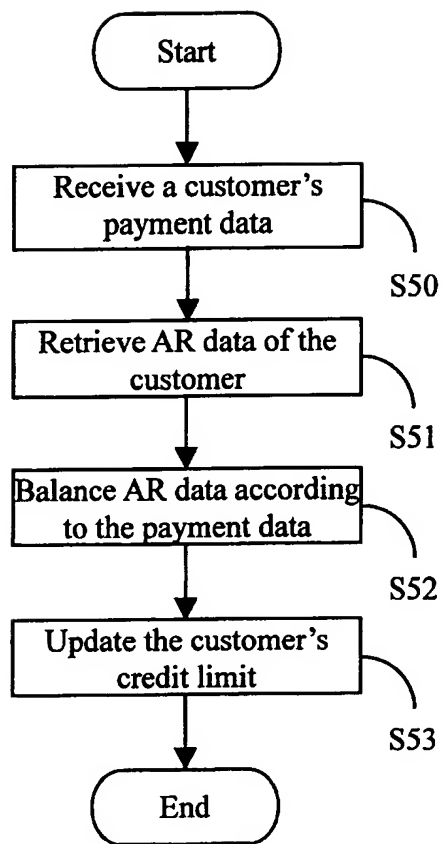 Start
Receive a customer's
payment data
S50
Retrieve AR data of the
customer
S51
Balance AR data according
to the payment data
S52
Update the customer's
credit limit
S53
End